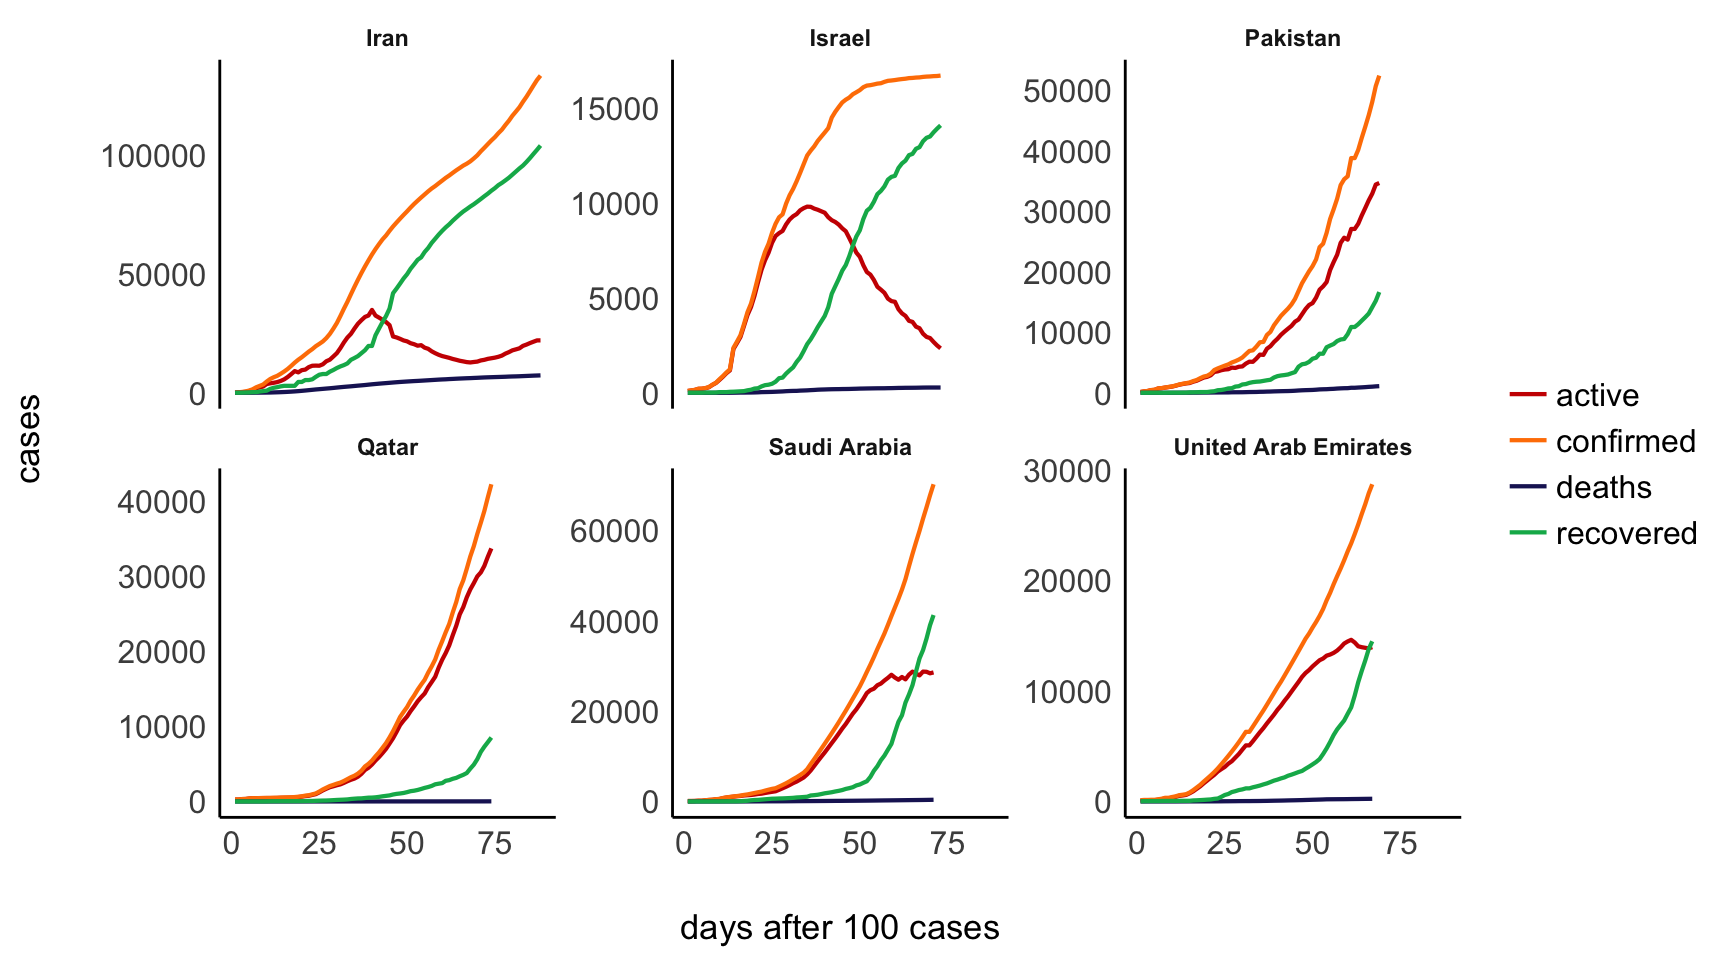 Iran
Israel
Pakistan
100000
50000
0
15000
10000
5000
0
50000
40000
30000
20000
10000
0
cases
active
confirmed
deaths
recovered
Qatar
Saudi Arabia
United Arab Emirates
40000
30000
20000
10000
0
60000
40000
20000
0
30000
20000
10000
0
0 25 50 75
0 25 50 75
0 25 50 75
days after 100 cases